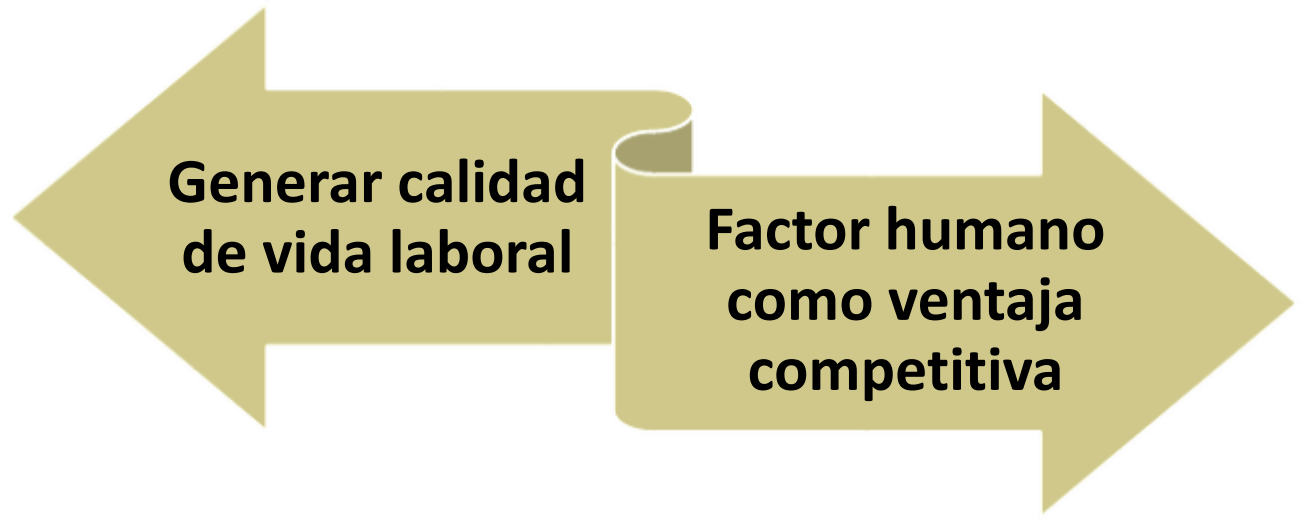 Generar calidad
de vida laboral
Factor humano
como ventaja
competitiva